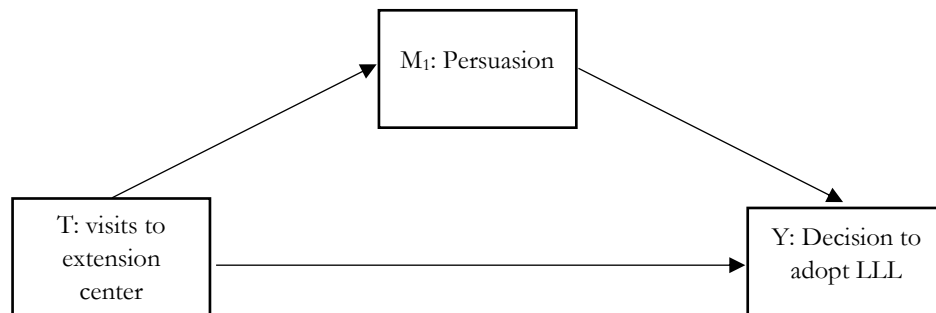 M₁: Persuasion
T: visits to
extension
center
Y: Decision to
adopt LLL